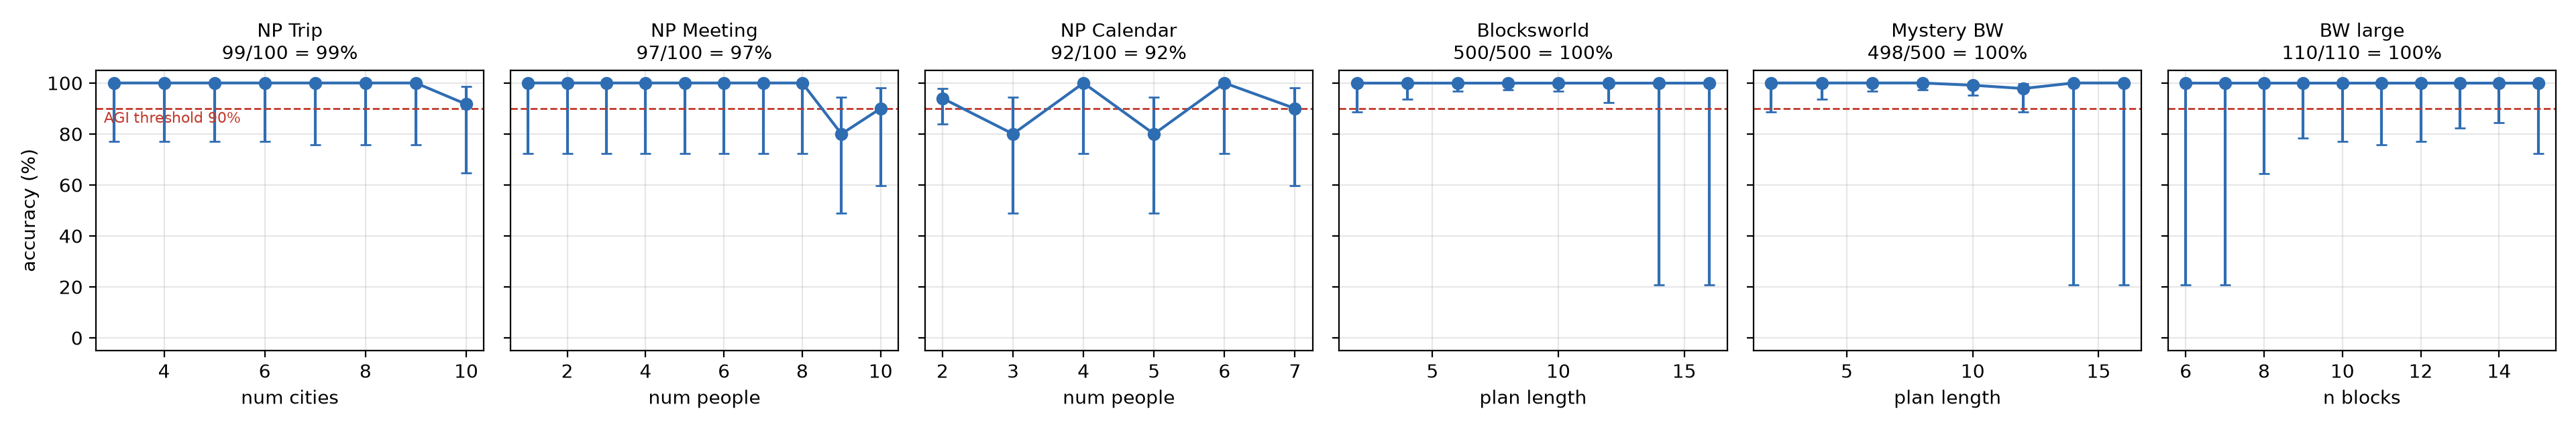 NP Trip
99/100 = 99%
NP Meeting
97/100 = 97%
NP Calendar
92/100 = 92%
Blocksworld
500/500 = 100%
Mystery BW
498/500 = 100%
BW large
110/110 = 100%
accuracy (%)
100
80
60
40
20
0
AGI threshold 90%
4 6 8 10
num cities
2 4 6 8 10
num people
2 3 4 5 6 7
num people
5 10 15
plan length
5 10 15
plan length
6 8 10 12 14
n blocks